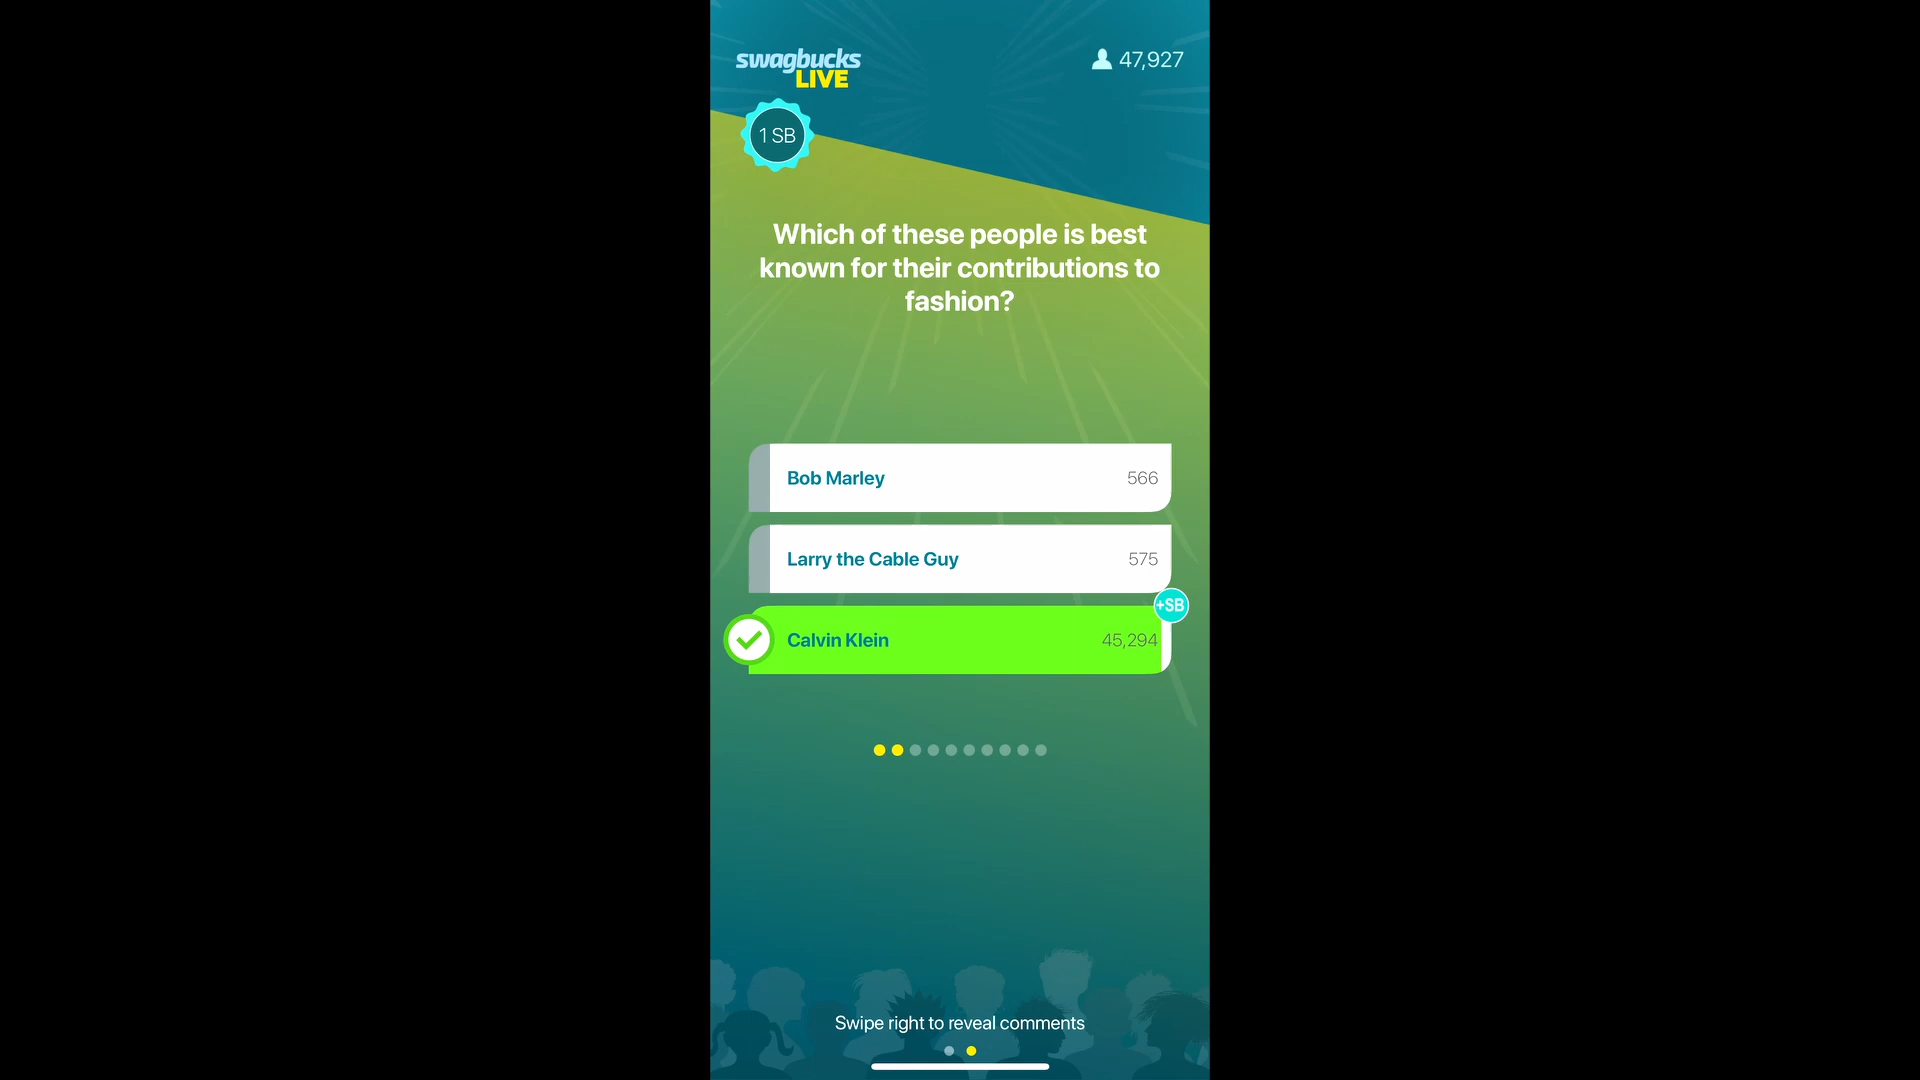 swagbucks
LIVE
47,927
1 SB
Which of these people is best
known for their contributions to
fashion?
Bob Marley 566
Larry the Cable Guy 575
+SB
Calvin Klein 45,294
Swipe right to reveal comments